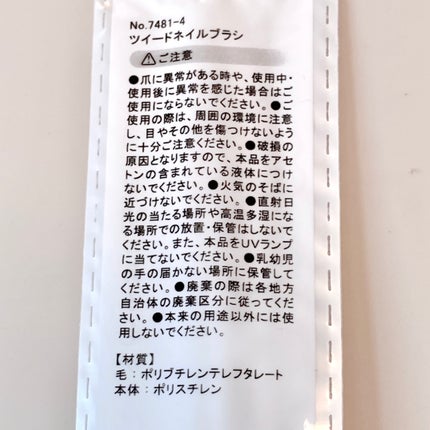 No.7481-4
ツイードネイルブラシ
ご注意
●爪に異常がある時や、使用中・
使用後に異常を感じた場合はご
使用にならないでください。●ご
使用の際は、周囲の環境に注意
し、目やその他を傷つけないよう
に十分ご注意ください。●破損の
原因となりますので、本品をアセ
トンの含まれている液体につけ
ないでください。●火気のそばに
近づけないでください。●直射日
光の当たる場所や高温多湿にな
る場所での放置・保管はしないで
ください。また、本品をUVランプ
に当てないでください。●乳幼児
の手の届かない場所に保管して
ください。●廃棄の際は各地方
自治体の廃棄区分に従ってくだ
さい。●本来の用途以外には使
用しないでください。
【材質】
毛：ポリブチレンテレフタレート
本体：ポリスチレン